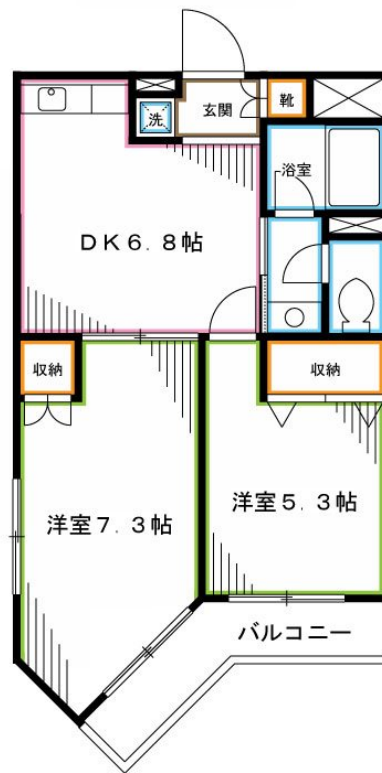 玄関
靴
洗
浴室
DK6.8帖
収納
収納
洋室5.3帖
洋室7.3帖
バルコニー